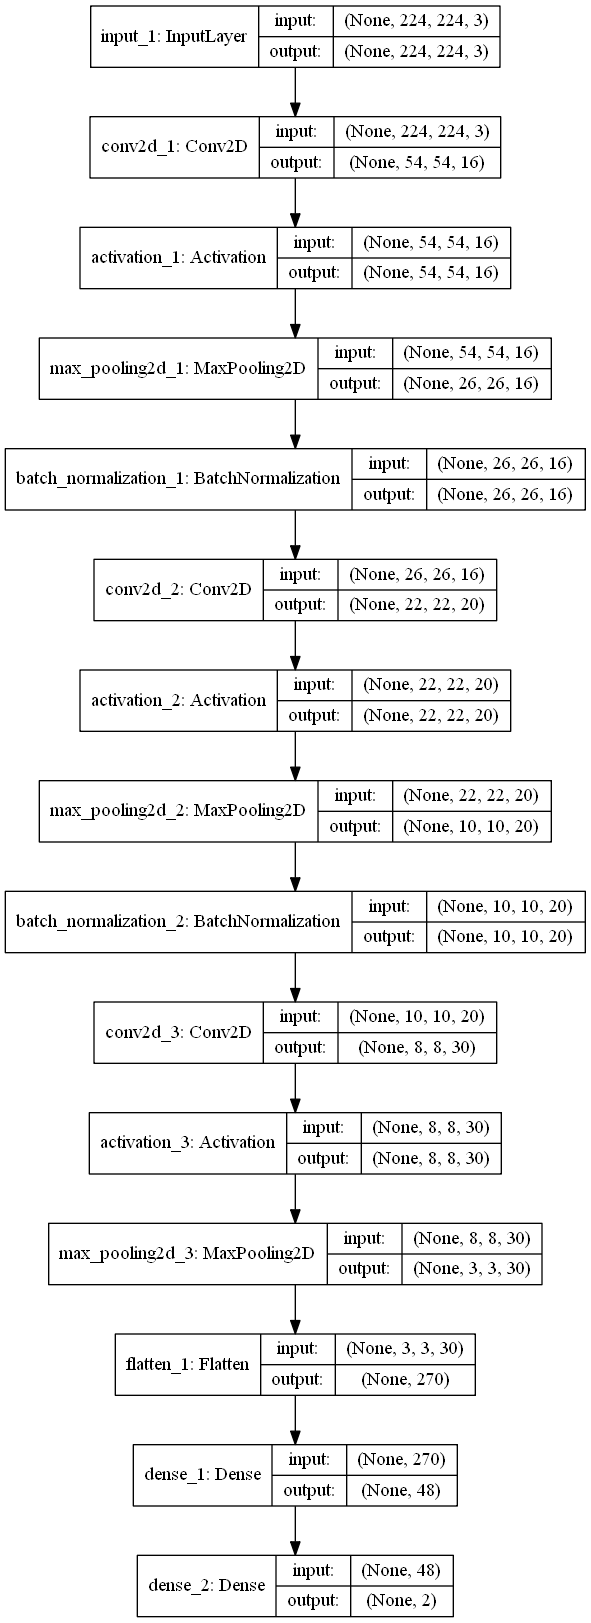 input_1: InputLayer
input: (None, 224, 224, 3)
output: (None, 224, 224, 3)
conv2d_1: Conv2D
input: (None, 224, 224, 3)
output: (None, 54, 54, 16)
activation_1: Activation
input: (None, 54, 54, 16)
output: (None, 54, 54, 16)
max_pooling2d_1: MaxPooling2D
input: (None, 54, 54, 16)
output: (None, 26, 26, 16)
batch_normalization_1: BatchNormalization
input: (None, 26, 26, 16)
output: (None, 26, 26, 16)
conv2d_2: Conv2D
input: (None, 26, 26, 16)
output: (None, 22, 22, 20)
activation_2: Activation
input: (None, 22, 22, 20)
output: (None, 22, 22, 20)
max_pooling2d_2: MaxPooling2D
input: (None, 22, 22, 20)
output: (None, 10, 10, 20)
batch_normalization_2: BatchNormalization
input: (None, 10, 10, 20)
output: (None, 10, 10, 20)
conv2d_3: Conv2D
input: (None, 10, 10, 20)
output: (None, 8, 8, 30)
activation_3: Activation
input: (None, 8, 8, 30)
output: (None, 8, 8, 30)
max_pooling2d_3: MaxPooling2D
input: (None, 8, 8, 30)
output: (None, 3, 3, 30)
flatten_1: Flatten
input: (None, 3, 3, 30)
output: (None, 270)
dense_1: Dense
input: (None, 270)
output: (None, 48)
dense_2: Dense
input: (None, 48)
output: (None, 2)